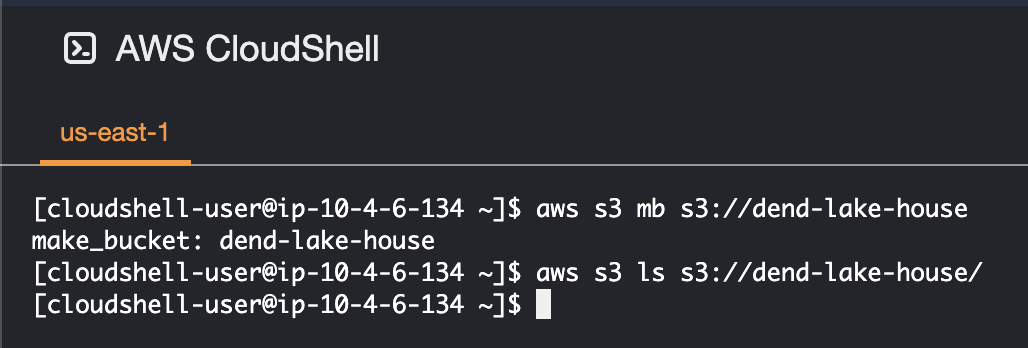 AWS CloudShell
us-east-1
[cloudshell-user@ip-10-4-6-134 ~]$ aws s3 mb s3://dend-lake-house
make_bucket: dend-lake-house
[cloudshell-user@ip-10-4-6-134 ~]$ aws s3 ls s3://dend-lake-house/
[cloudshell-user@ip-10-4-6-134 ~]$